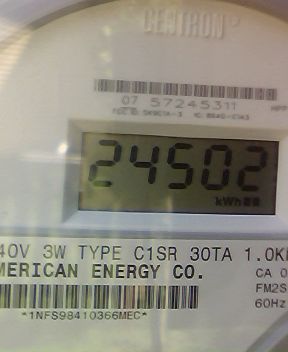 CENTRON®
07 57245311
24502
kWh
40V 3W TYPE C1SR 30TA 1.0K
MERICAN ENERGY CO.
CA 0
FM2S
60Hz
*1NFS98410366MEC*